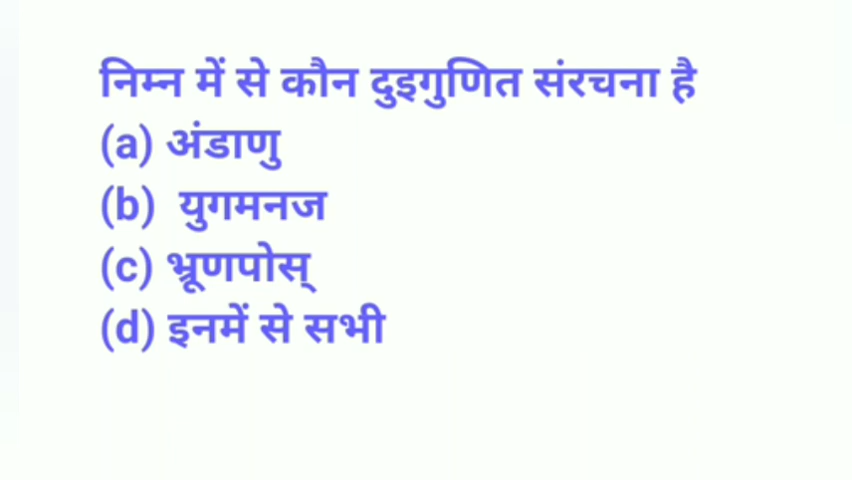 निम्न में से कौन दुइगुणित संरचना है
(a) अंडाणु
(b) युगमनज
(c) भ्रूणपोस्
(d) इनमें से सभी